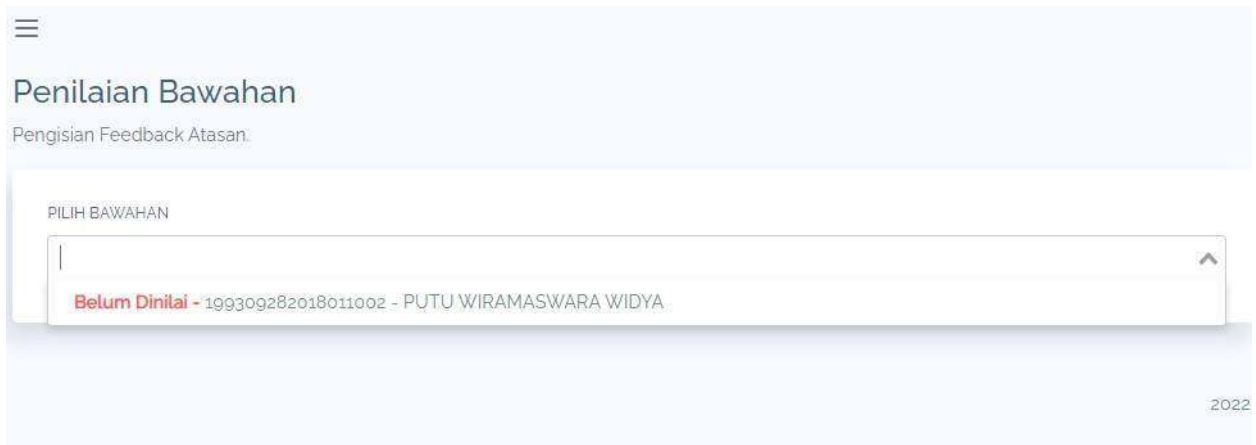 Penilaian Bawahan
Pengisian Feedback Atasan.
PILIH BAWAHAN
Belum Dinilai - 199309282018011002 - PUTU WIRAMASWARA WIDYA
2022